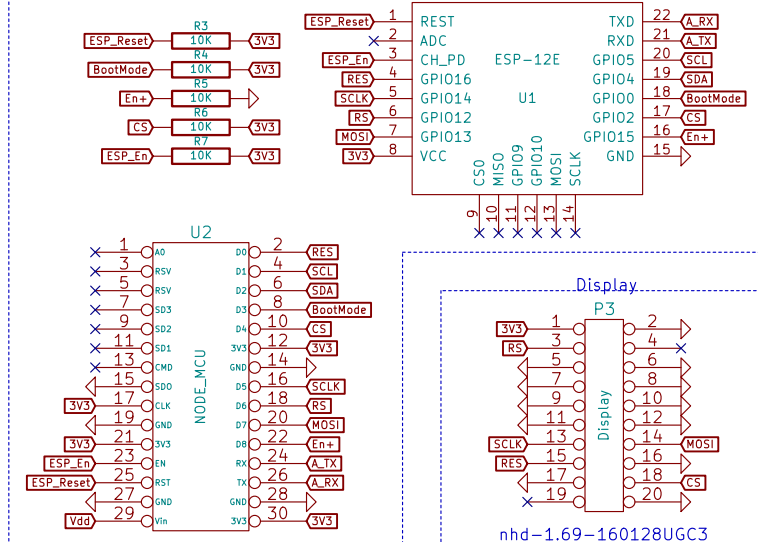 R3
ESP_Reset 10K 3V3
R4
BootMode 10K 3V3
R5
En+ 10K
R6
CS 10K 3V3
R7
ESP_En 10K 3V3
ESP_Reset 1 REST TXD 22 A_RX
2 ADC RXD 21 A_TX
ESP_En 3 CH_PD ESP-12E GPIO5 20 SCL
RES 4 GPIO16 GPIO4 19 SDA
SCLK 5 GPIO14 U1 GPIO0 18 BootMode
RS 6 GPIO12 GPIO2 17 CS
MOSI 7 GPIO13 GPIO15 16 En+
3V3 8 VCC GND 15
CS0 MISO GPIO9 GPIO10 MOSI SCLK
9 10 11 12 13 14
U2
1 A0 D0 2 RES
3 RSV D1 4 SCL
5 RSV D2 6 SDA
7 SD3 D3 8 BootMode
9 SD2 D4 10 CS
11 SD1 3V3 12 3V3
13 CMD GND 14
15 SDO D5 16 SCLK
3V3 17 CLK D6 18 RS
19 GND D7 20 MOSI
3V3 21 3V3 D8 22 En+
ESP_En 23 EN RX 24 A_TX
ESP_Reset 25 RST TX 26 A_RX
27 GND GND 28
Vdd 29 Vin 3V3 30 3V3
NODE_MCU
Display
P3
3V3 1 2
RS 3 4
5 6
7 8
9 10
11 12
SCLK 13 14 MOSI
RES 15 16
17 18 CS
19 20
Display
nhd-1.69-160128UGC3